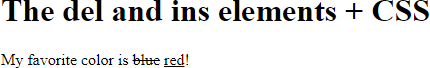 The del and ins elements + CSS
My favorite color is blue red!